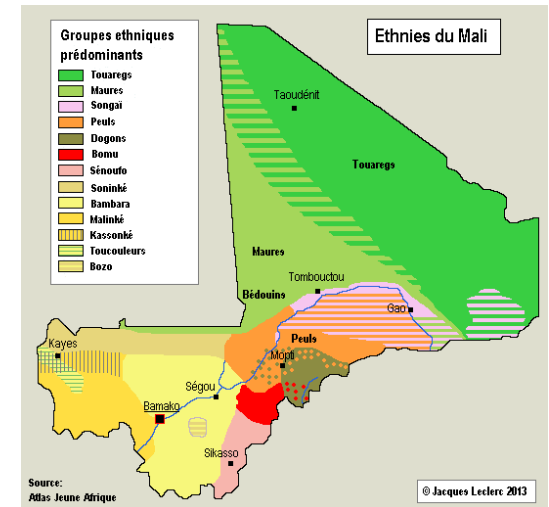 Groupes ethniques
prédominants
Touaregs
Maures
Songaï
Peuls
Dogons
Bomu
Sénoufo
Soninké
Bambara
Malinké
Kassonké
Toucouleurs
Bozo
Ethnies du Mali
Taoudénit
Touaregs
Maures
Tombouctou
Bédouins
Gao
Peuls
Kayes
Mopti
Ségou
Bamako
Sikasso
Source:
Atlas Jeune Afrique
© Jacques Leclerc 2013